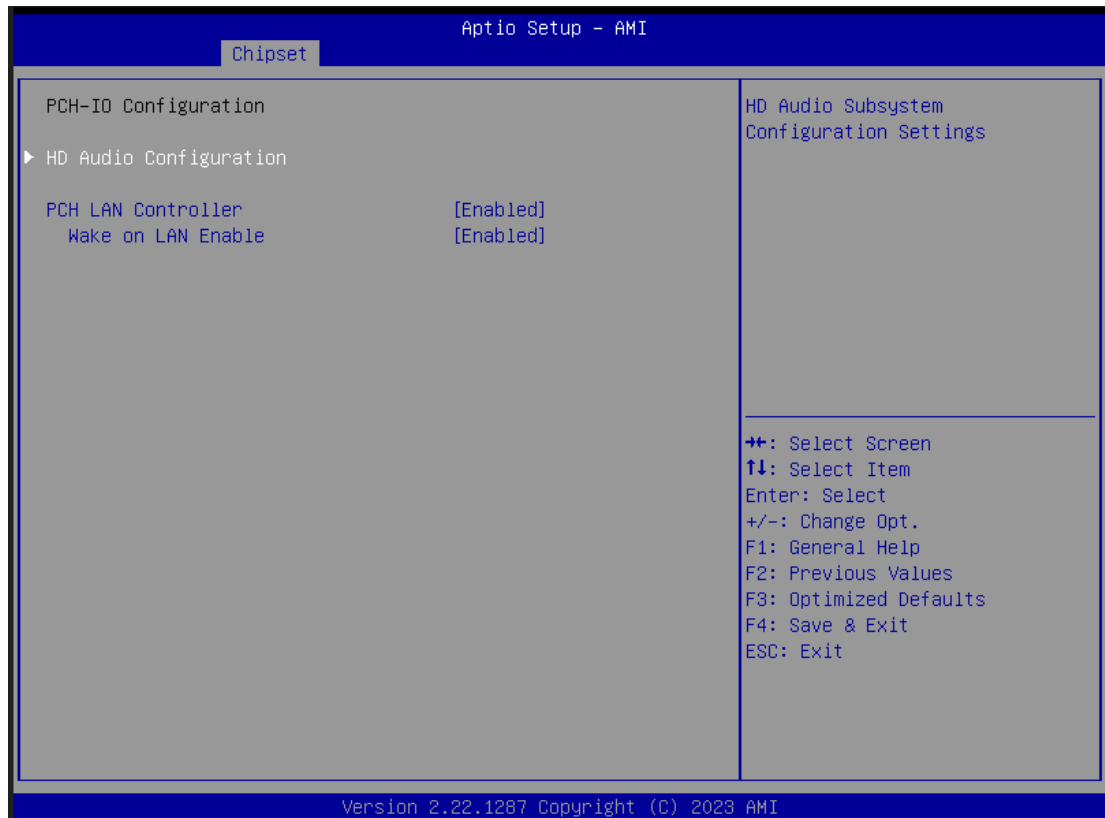 Aptio Setup – AMI
Chipset
PCH-IO Configuration
HD Audio Configuration
PCH LAN Controller [Enabled]
Wake on LAN Enable [Enabled]
HD Audio Subsystem
Configuration Settings
→←: Select Screen
↑↓: Select Item
Enter: Select
+/-: Change Opt.
F1: General Help
F2: Previous Values
F3: Optimized Defaults
F4: Save & Exit
ESC: Exit
Version 2.22.1287 Copyright (C) 2023 AMI